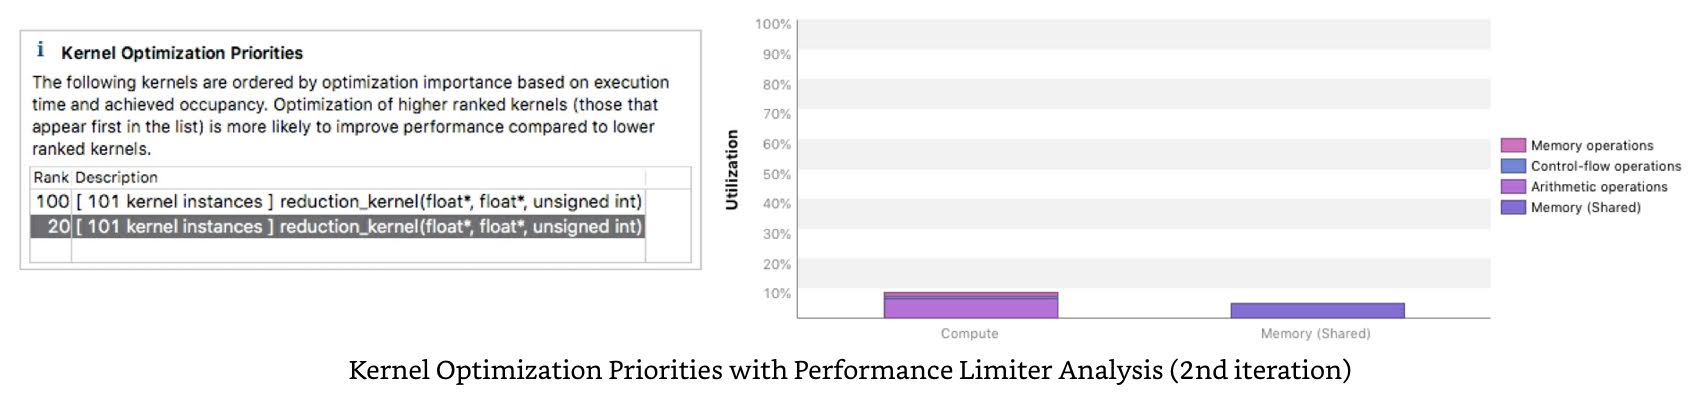 i Kernel Optimization Priorities
The following kernels are ordered by optimization importance based on execution
time and achieved occupancy. Optimization of higher ranked kernels (those that
appear first in the list) is more likely to improve performance compared to lower
ranked kernels.
Rank Description
100 [ 101 kernel instances ] reduction_kernel(float*, float*, unsigned int)
20 [ 101 kernel instances ] reduction_kernel(float*, float*, unsigned int)
Utilization
100%
90%
80%
70%
60%
50%
40%
30%
20%
10%
Compute
Memory (Shared)
Memory operations
Control-flow operations
Arithmetic operations
Memory (Shared)
Kernel Optimization Priorities with Performance Limiter Analysis (2nd iteration)